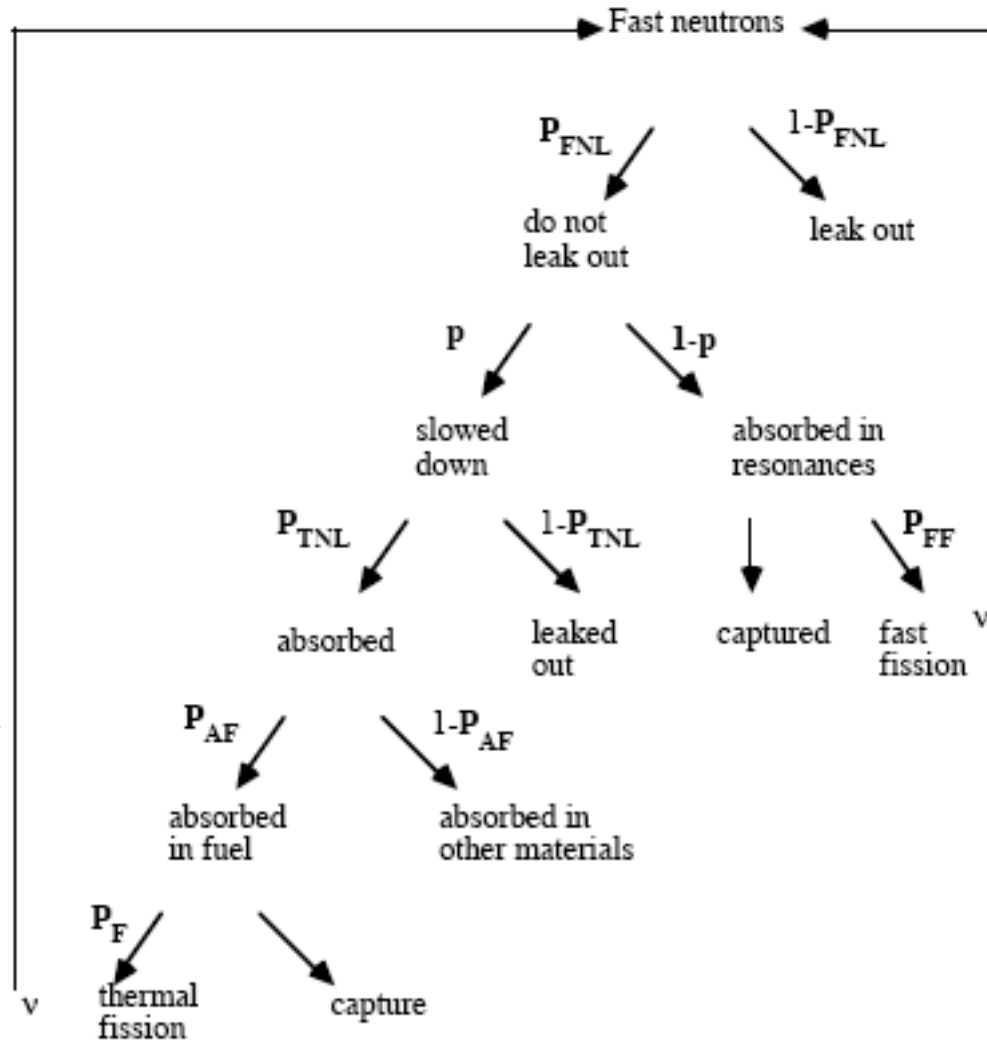 Fast neutrons
P_FNL
1-P_FNL
do not
leak out
leak out
p
1-p
slowed
down
absorbed in
resonances
P_TNL
1-P_TNL
P_FF
absorbed
leaked
out
captured
fast
fission
ν
P_AF
1-P_AF
absorbed
in fuel
absorbed in
other materials
P_F
ν
thermal
fission
capture